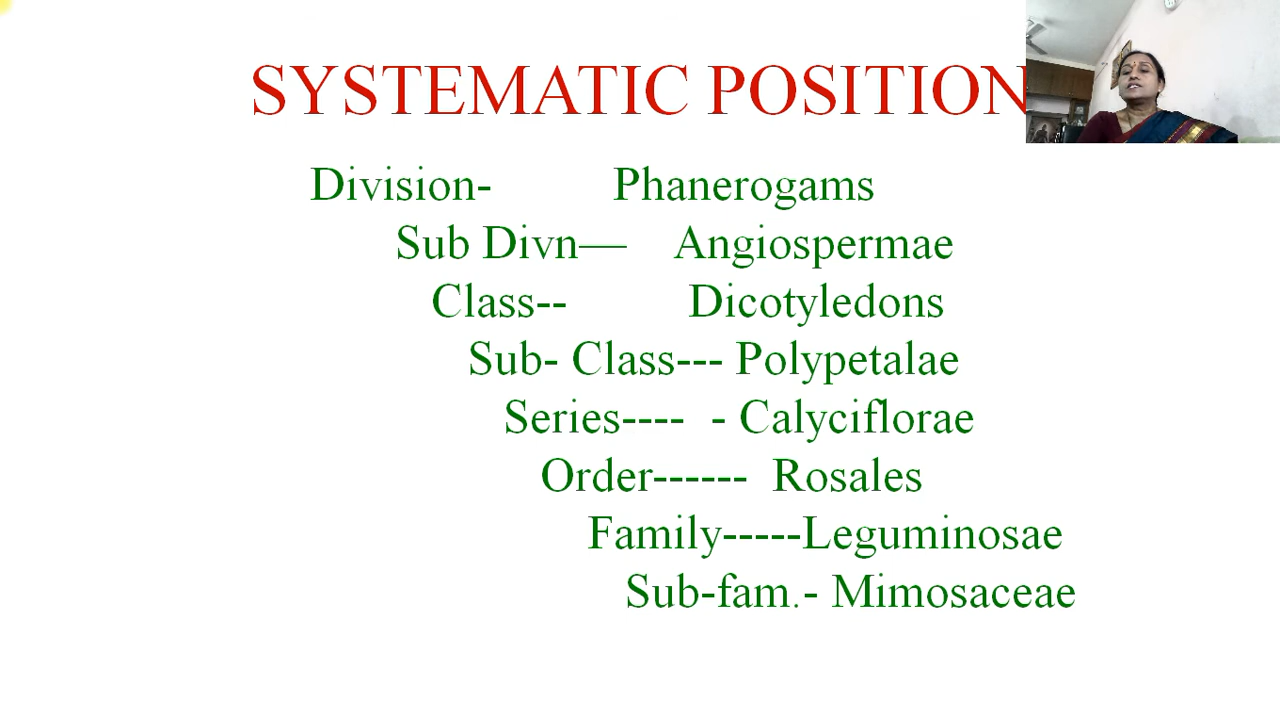 SYSTEMATIC POSITION
Division- Phanerogams
Sub Divn— Angiospermae
Class-- Dicotyledons
Sub- Class--- Polypetalae
Series---- - Calyciflorae
Order------ Rosales
Family-----Leguminosae
Sub-fam.- Mimosaceae